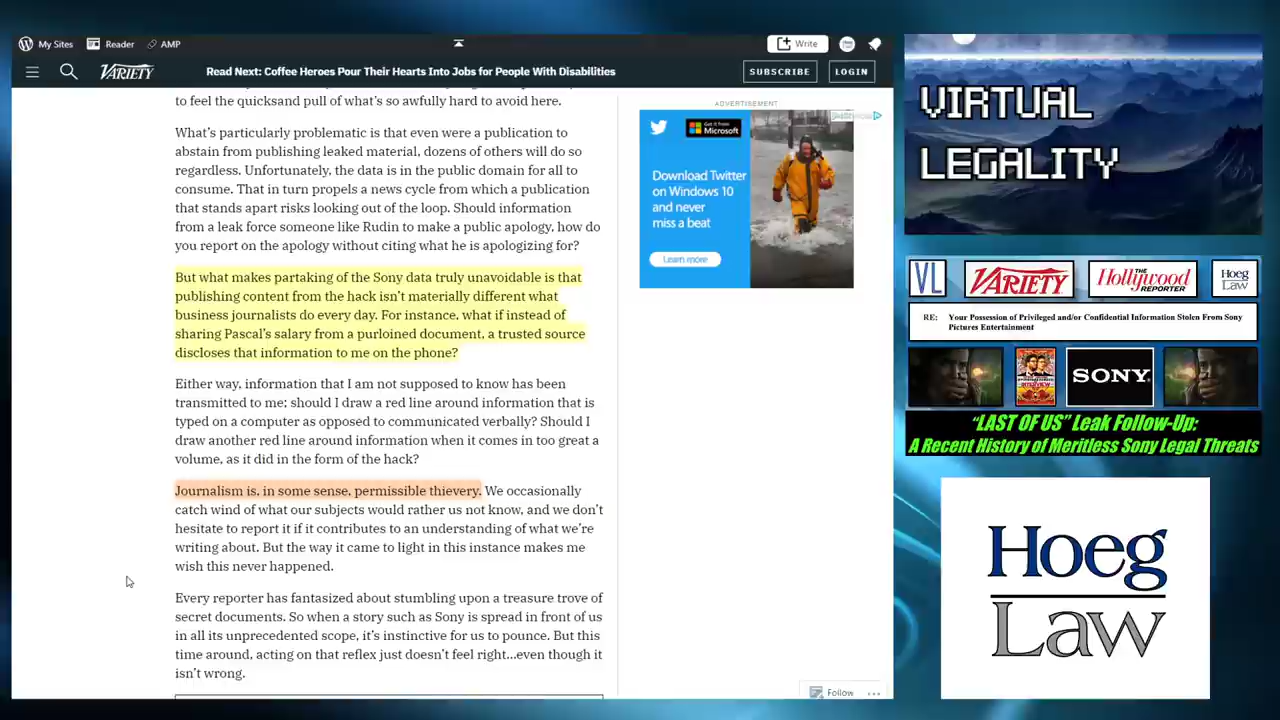 My Sites
Reader
AMP
Write
VARIETY
Read Next: Coffee Heroes Pour Their Hearts Into Jobs for People With Disabilities
SUBSCRIBE
LOGIN
to feel the quicksand pull of what's so awfully hard to avoid here.
What's particularly problematic is that even were a publication to
abstain from publishing leaked material, dozens of others will do so
regardless. Unfortunately, the data is in the public domain for all to
consume. That in turn propels a news cycle from which a publication
that stands apart risks looking out of the loop. Should information
from a leak force someone like Rudin to make a public apology, how do
you report on the apology without citing what he is apologizing for?
But what makes partaking of the Sony data truly unavoidable is that
publishing content from the hack isn't materially different what
business journalists do every day. For instance, what if instead of
sharing Pascal's salary from a purloined document, a trusted source
discloses that information to me on the phone?
Either way, information that I am not supposed to know has been
transmitted to me; should I draw a red line around information that is
typed on a computer as opposed to communicated verbally? Should I
draw another red line around information when it comes in too great a
volume, as it did in the form of the hack?
Journalism is, in some sense, permissible thievery. We occasionally
catch wind of what our subjects would rather us not know, and we don't
hesitate to report it if it contributes to an understanding of what we're
writing about. But the way it came to light in this instance makes me
wish this never happened.
Every reporter has fantasized about stumbling upon a treasure trove of
secret documents. So when a story such as Sony is spread in front of us
in all its unprecedented scope, it's instinctive for us to pounce. But this
time around, acting on that reflex just doesn't feel right...even though it
isn't wrong.
ADVERTISEMENT
Get it from
Microsoft
Download Twitter
on Windows 10
and never
miss a beat
Learn more
Follow
VIRTUAL
LEGALITY
VL
VARIETY
THE
Hollywood
REPORTER
Hoeg
Law
RE: Your Possession of Privileged and/or Confidential Information Stolen From Sony
Pictures Entertainment
SONY
"LAST OF US" Leak Follow-Up:
A Recent History of Meritless Sony Legal Threats
Hoeg
Law